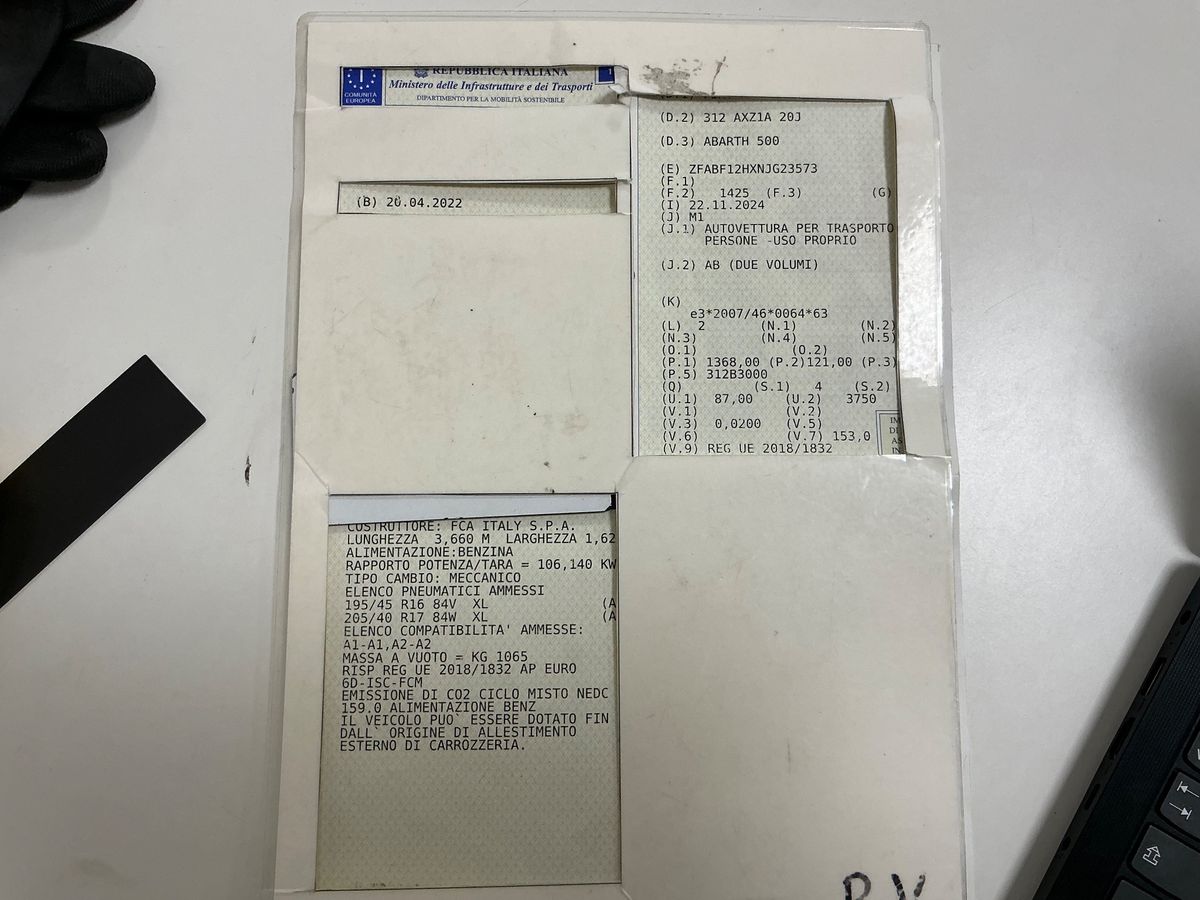 COMUNITÀ
EUROPEA
REPUBBLICA ITALIANA
Ministero delle Infrastrutture e dei Trasporti
DIPARTIMENTO PER LA MOBILITÀ SOSTENIBILE
1
(B) 20.04.2022
(D.2) 312 AXZ1A 20J
(D.3) ABARTH 500
(E) ZFABF12HXNJG23573
(F.1)
(F.2) 1425 (F.3) (G)
(I) 22.11.2024
(J) M1
(J.1) AUTOVETTURA PER TRASPORTO
PERSONE -USO PROPRIO
(J.2) AB (DUE VOLUMI)
(K)
e3*2007/46*0064*63
(L) 2 (N.1) (N.2)
(N.3) (N.4) (N.5)
(O.1) (O.2)
(P.1) 1368,00 (P.2)121,00 (P.3)
(P.5) 312B3000
(Q) (S.1) 4 (S.2)
(U.1) 87,00 (U.2) 3750
(V.1) (V.2)
(V.3) 0,0200 (V.5)
(V.6) (V.7) 153,0
(V.9) REG UE 2018/1832
COSTRUTTORE: FCA ITALY S.P.A.
LUNGHEZZA 3,660 M LARGHEZZA 1,62
ALIMENTAZIONE:BENZINA
RAPPORTO POTENZA/TARA = 106,140 KW
TIPO CAMBIO: MECCANICO
ELENCO PNEUMATICI AMMESSI
195/45 R16 84V XL (A
205/40 R17 84W XL (A
ELENCO COMPATIBILITA' AMMESSE:
A1-A1,A2-A2
MASSA A VUOTO = KG 1065
RISP REG UE 2018/1832 AP EURO
6D-ISC-FCM
EMISSIONE DI CO2 CICLO MISTO NEDC
159.0 ALIMENTAZIONE BENZ
IL VEICOLO PUO` ESSERE DOTATO FIN
DALL` ORIGINE DI ALLESTIMENTO
ESTERNO DI CARROZZERIA.